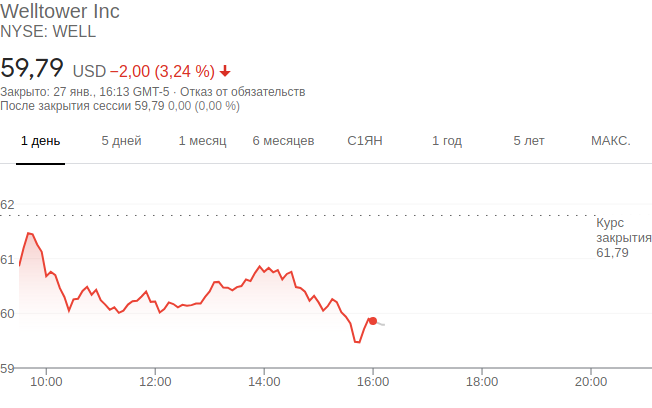 Welltower Inc
NYSE: WELL
59,79 USD −2,00 (3,24 %)
Закрыто: 27 янв., 16:13 GMT-5 · Отказ от обязательств
После закрытия сессии 59,79 0,00 (0,00 %)
1 день 5 дней 1 месяц 6 месяцев С1ЯН 1 год 5 лет МАКС.
62
Курс
закрытия
61,79
61
60
59
10:00 12:00 14:00 16:00 18:00 20:00